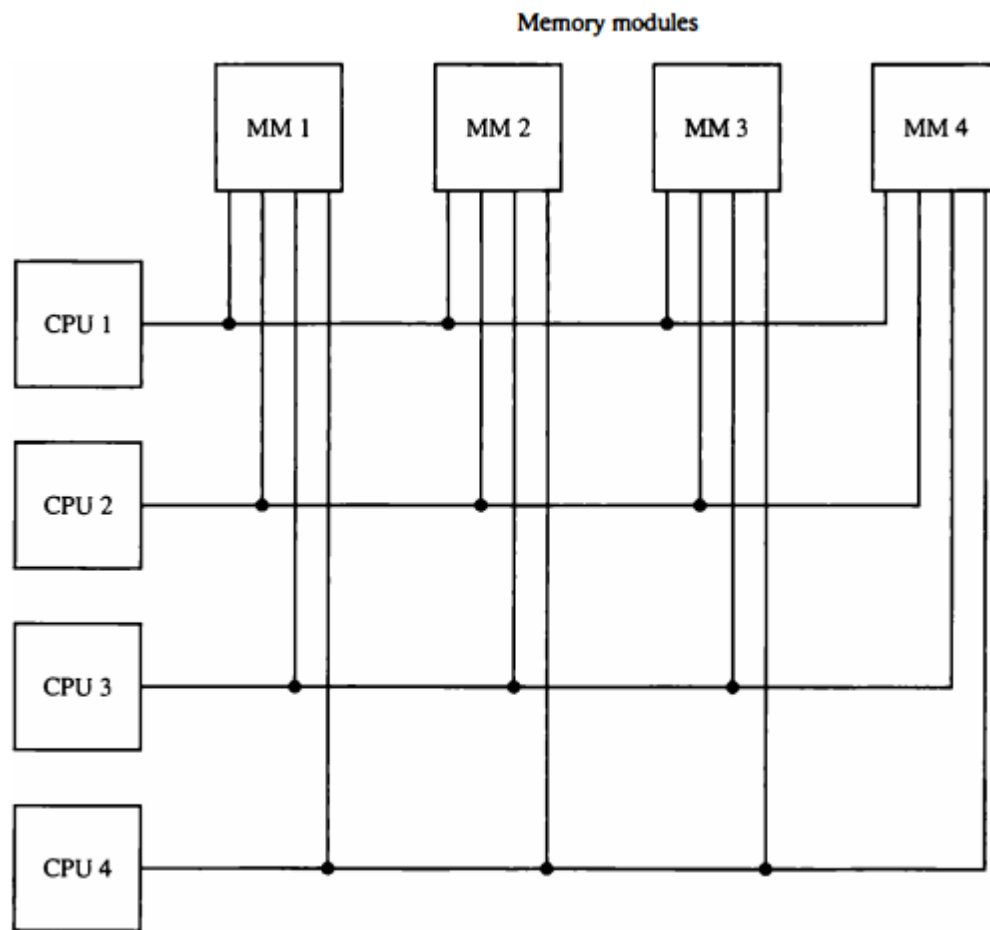 Memory modules
MM 1
MM 2
MM 3
MM 4
CPU 1
CPU 2
CPU 3
CPU 4